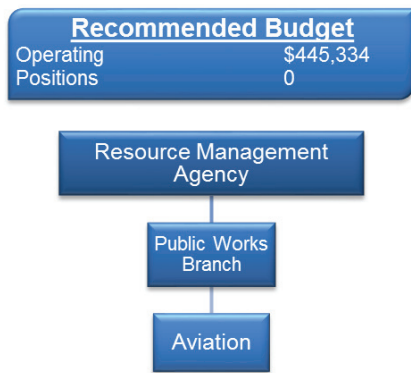 Recommended Budget
Operating $445,334
Positions 0
Resource Management
Agency
Public Works
Branch
Aviation